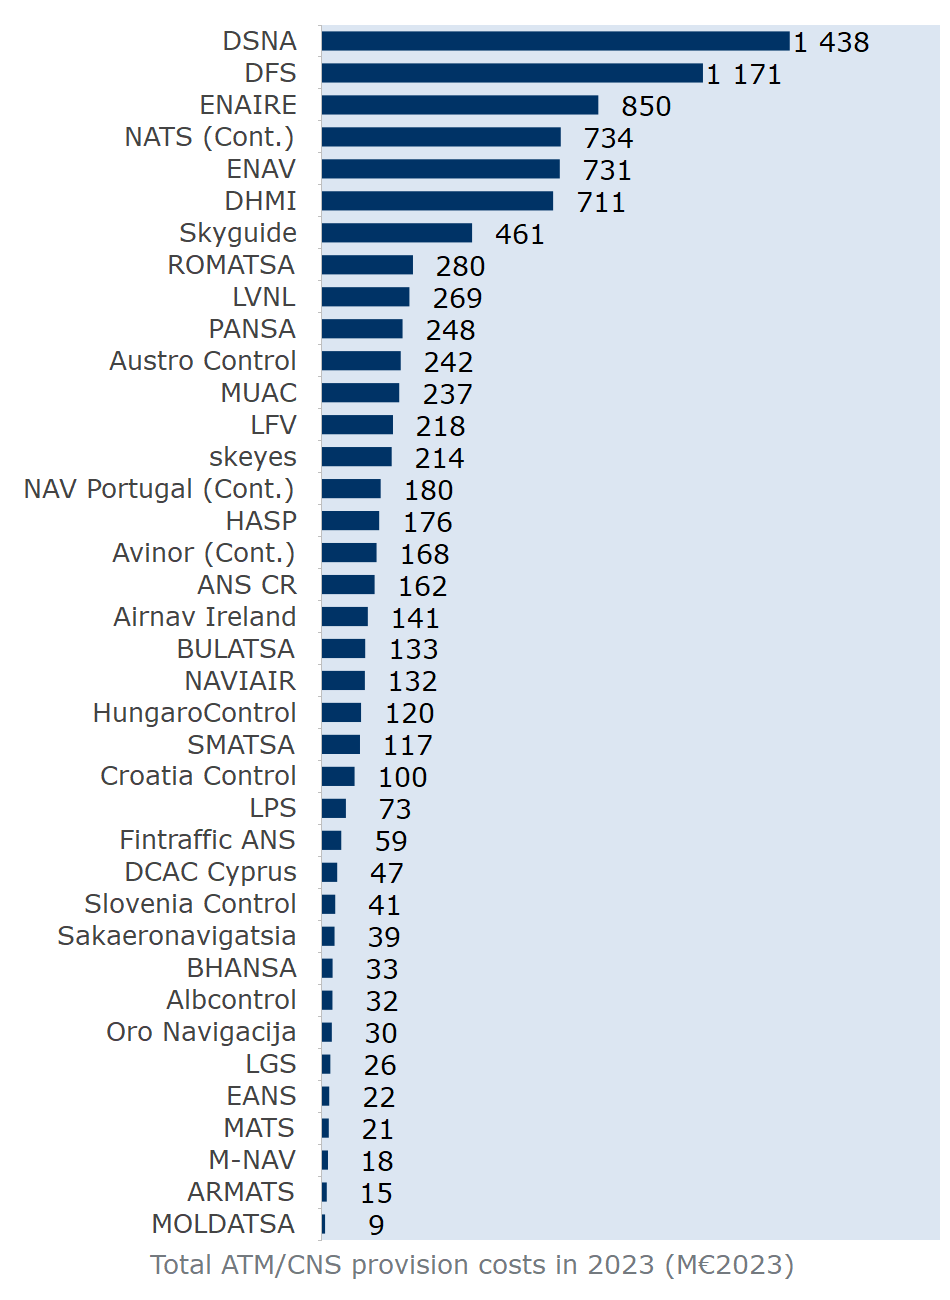 DSNA 1 438
DFS 1 171
ENAIRE 850
NATS (Cont.) 734
ENAV 731
DHMI 711
Skyguide 461
ROMATSA 280
LVNL 269
PANSA 248
Austro Control 242
MUAC 237
LFV 218
skeyes 214
NAV Portugal (Cont.) 180
HASP 176
Avinor (Cont.) 168
ANS CR 162
Airnav Ireland 141
BULATSA 133
NAVIAIR 132
HungaroControl 120
SMATSA 117
Croatia Control 100
LPS 73
Fintraffic ANS 59
DCAC Cyprus 47
Slovenia Control 41
Sakaeronavigatsia 39
BHANSA 33
Albcontrol 32
Oro Navigacija 30
LGS 26
EANS 22
MATS 21
M-NAV 18
ARMATS 15
MOLDATSA 9
Total ATM/CNS provision costs in 2023 (M€2023)